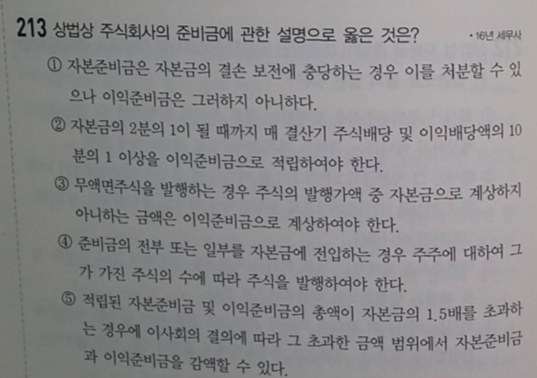 213 상법상 주식회사의 준비금에 관한 설명으로 옳은 것은? • 16년 세무사
① 자본준비금은 자본금의 결손 보전에 충당하는 경우 이를 처분할 수 있
으나 이익준비금은 그러하지 아니하다.
② 자본금의 2분의 1이 될 때까지 매 결산기 주식배당 및 이익배당액의 10
분의 1 이상을 이익준비금으로 적립하여야 한다.
③ 무액면주식을 발행하는 경우 주식의 발행가액 중 자본금으로 계상하지
아니하는 금액은 이익준비금으로 계상하여야 한다.
④ 준비금의 전부 또는 일부를 자본금에 전입하는 경우 주주에 대하여 그
가 가진 주식의 수에 따라 주식을 발행하여야 한다.
⑤ 적립된 자본준비금 및 이익준비금의 총액이 자본금의 1.5배를 초과하
는 경우에 이사회의 결의에 따라 그 초과한 금액 범위에서 자본준비금
과 이익준비금을 감액할 수 있다.